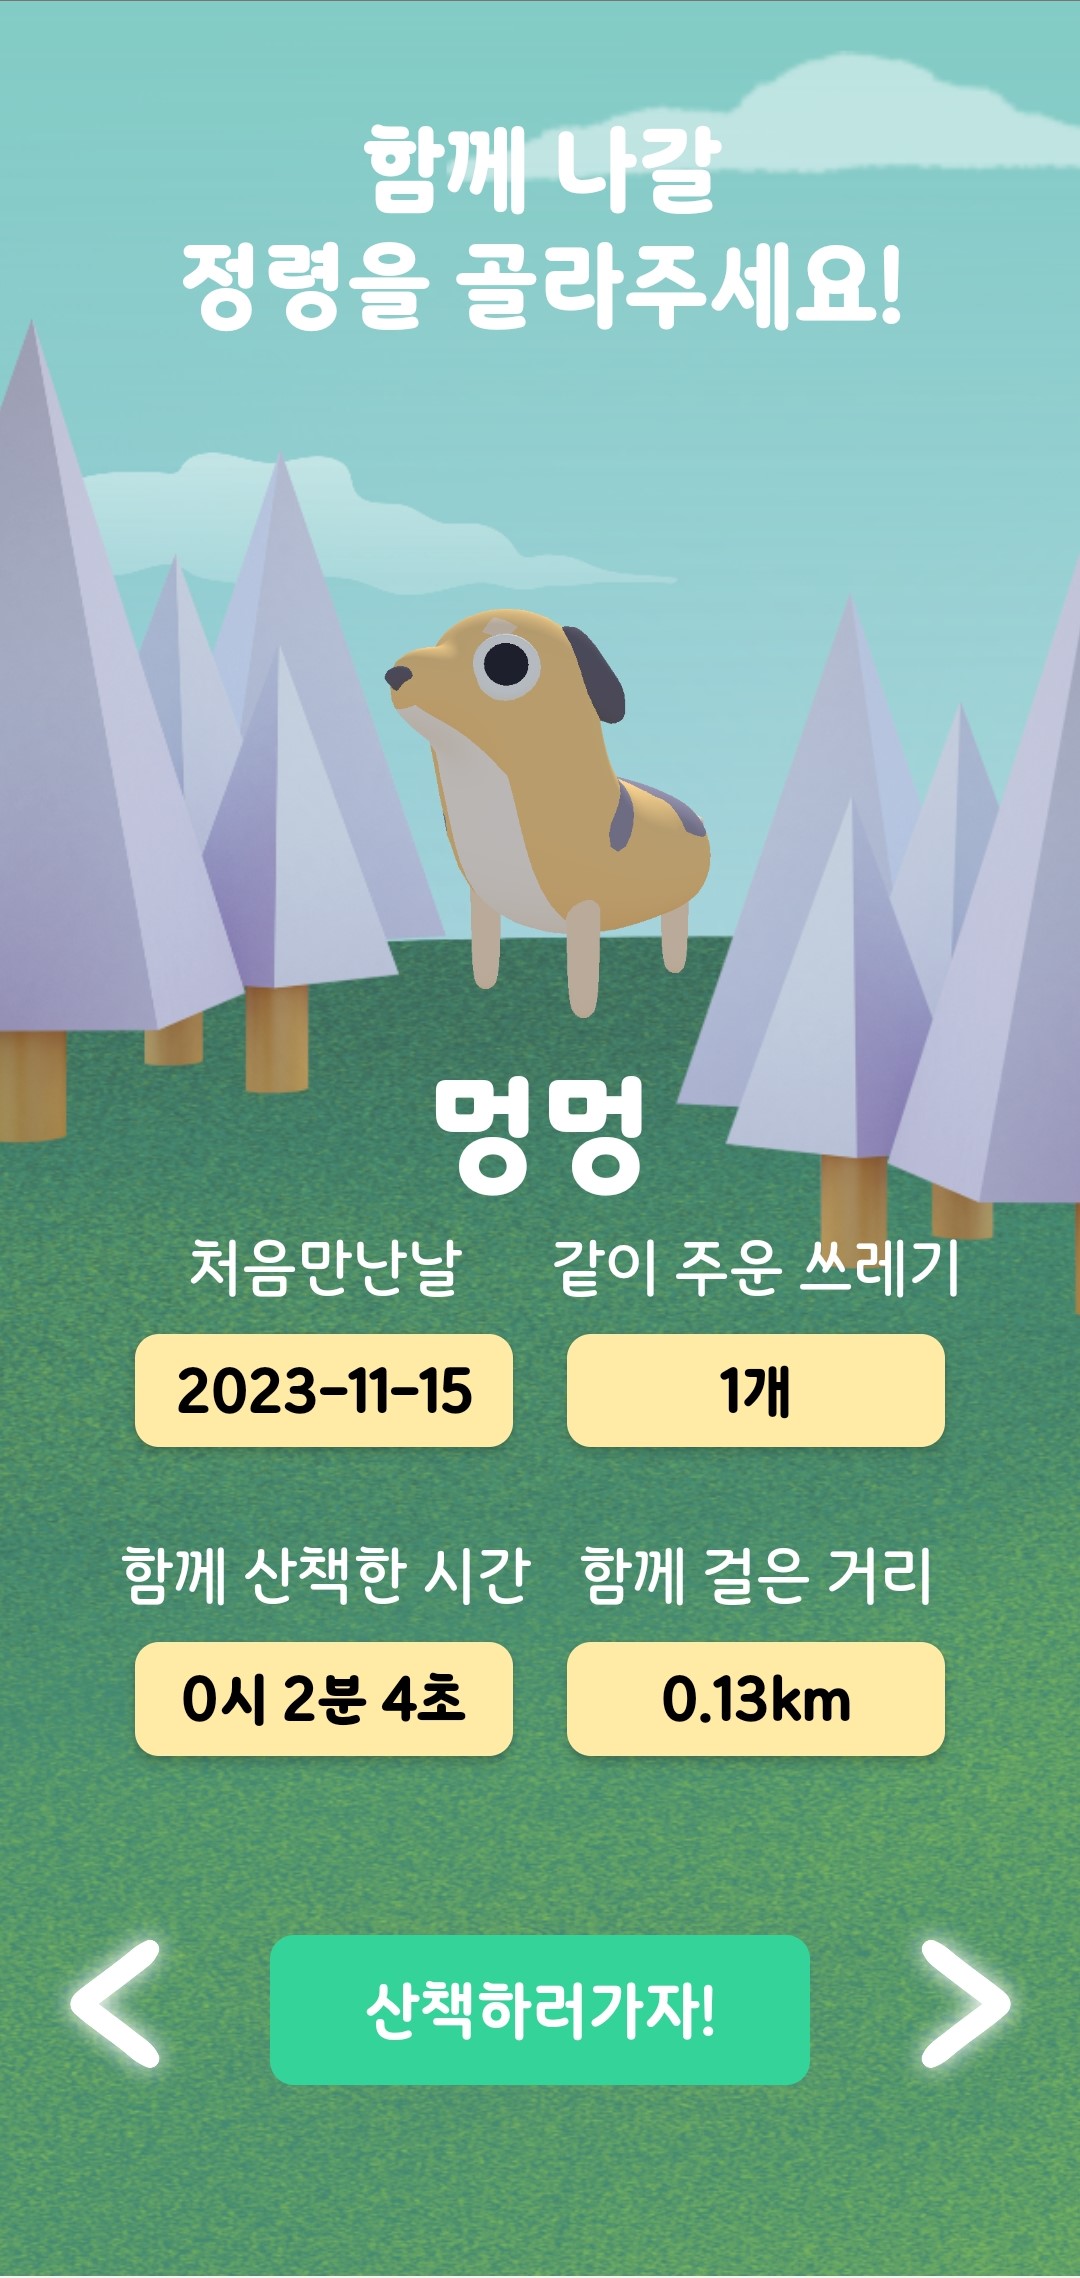 함께 나갈
정령을 골라주세요!
멍멍
처음만난날
같이 주운 쓰레기
2023-11-15
1개
함께 산책한 시간
함께 걸은 거리
0시 2분 4초
0.13km
산책하러가자!